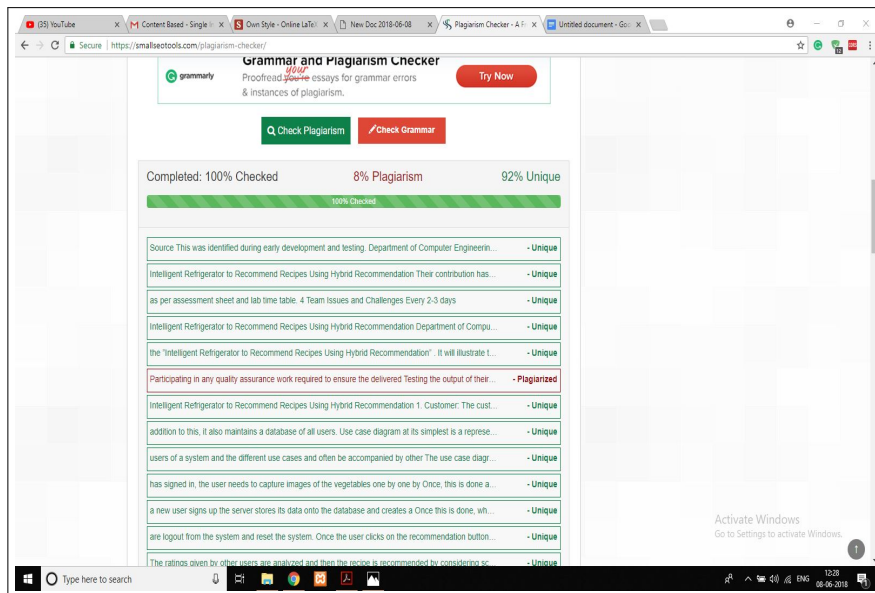 (35) YouTube
Content Based - Single
Own Style - Online LaTeX
New Doc 2018-06-08
Plagiarism Checker - A
Untitled document - Goo
Secure | https://smallseotools.com/plagiarism-checker/
Grammar and Plagiarism Checker
grammarly
your
Proofread you're essays for grammar errors
& instances of plagiarism.
Try Now
Check Plagiarism
Check Grammar
Completed: 100% Checked 8% Plagiarism 92% Unique
100% Checked
Source This was identified during early development and testing. Department of Computer Engineerin... - Unique
Intelligent Refrigerator to Recommend Recipes Using Hybrid Recommendation Their contribution has... - Unique
as per assessment sheet and lab time table. 4 Team Issues and Challenges Every 2-3 days - Unique
Intelligent Refrigerator to Recommend Recipes Using Hybrid Recommendation Department of Compu... - Unique
the "Intelligent Refrigerator to Recommend Recipes Using Hybrid Recommendation" . It will illustrate t... - Unique
Participating in any quality assurance work required to ensure the delivered Testing the output of their... - Plagiarized
Intelligent Refrigerator to Recommend Recipes Using Hybrid Recommendation 1. Customer: The cust... - Unique
addition to this, it also maintains a database of all users. Use case diagram at its simplest is a represe... - Unique
users of a system and the different use cases and often be accompanied by other The use case diagr... - Unique
has signed in, the user needs to capture images of the vegetables one by one by Once, this is done a... - Unique
a new user signs up the server stores its data onto the database and creates a Once this is done, wh... - Unique
are logout from the system and reset the system. Once the user clicks on the recommendation button... - Unique
The ratings given by other users are analyzed and then the recipe is recommended by considering sc... - Unique
Activate Windows
Go to Settings to activate Windows.
Type here to search
ENG
12:28
08-06-2018